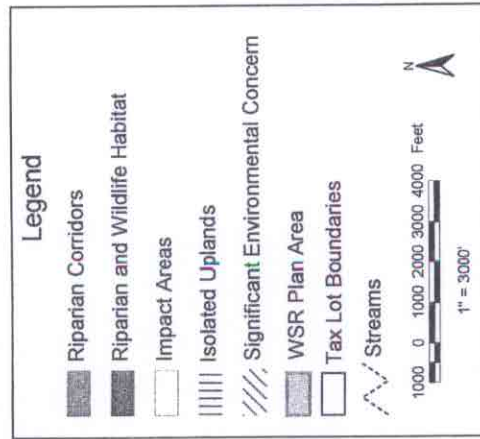 Legend
Riparian Corridors
Riparian and Wildlife Habitat
Impact Areas
Isolated Uplands
Significant Environmental Concern
WSR Plan Area
Tax Lot Boundaries
Streams
N
1000 0 1000 2000 3000 4000 Feet
1" = 3000'